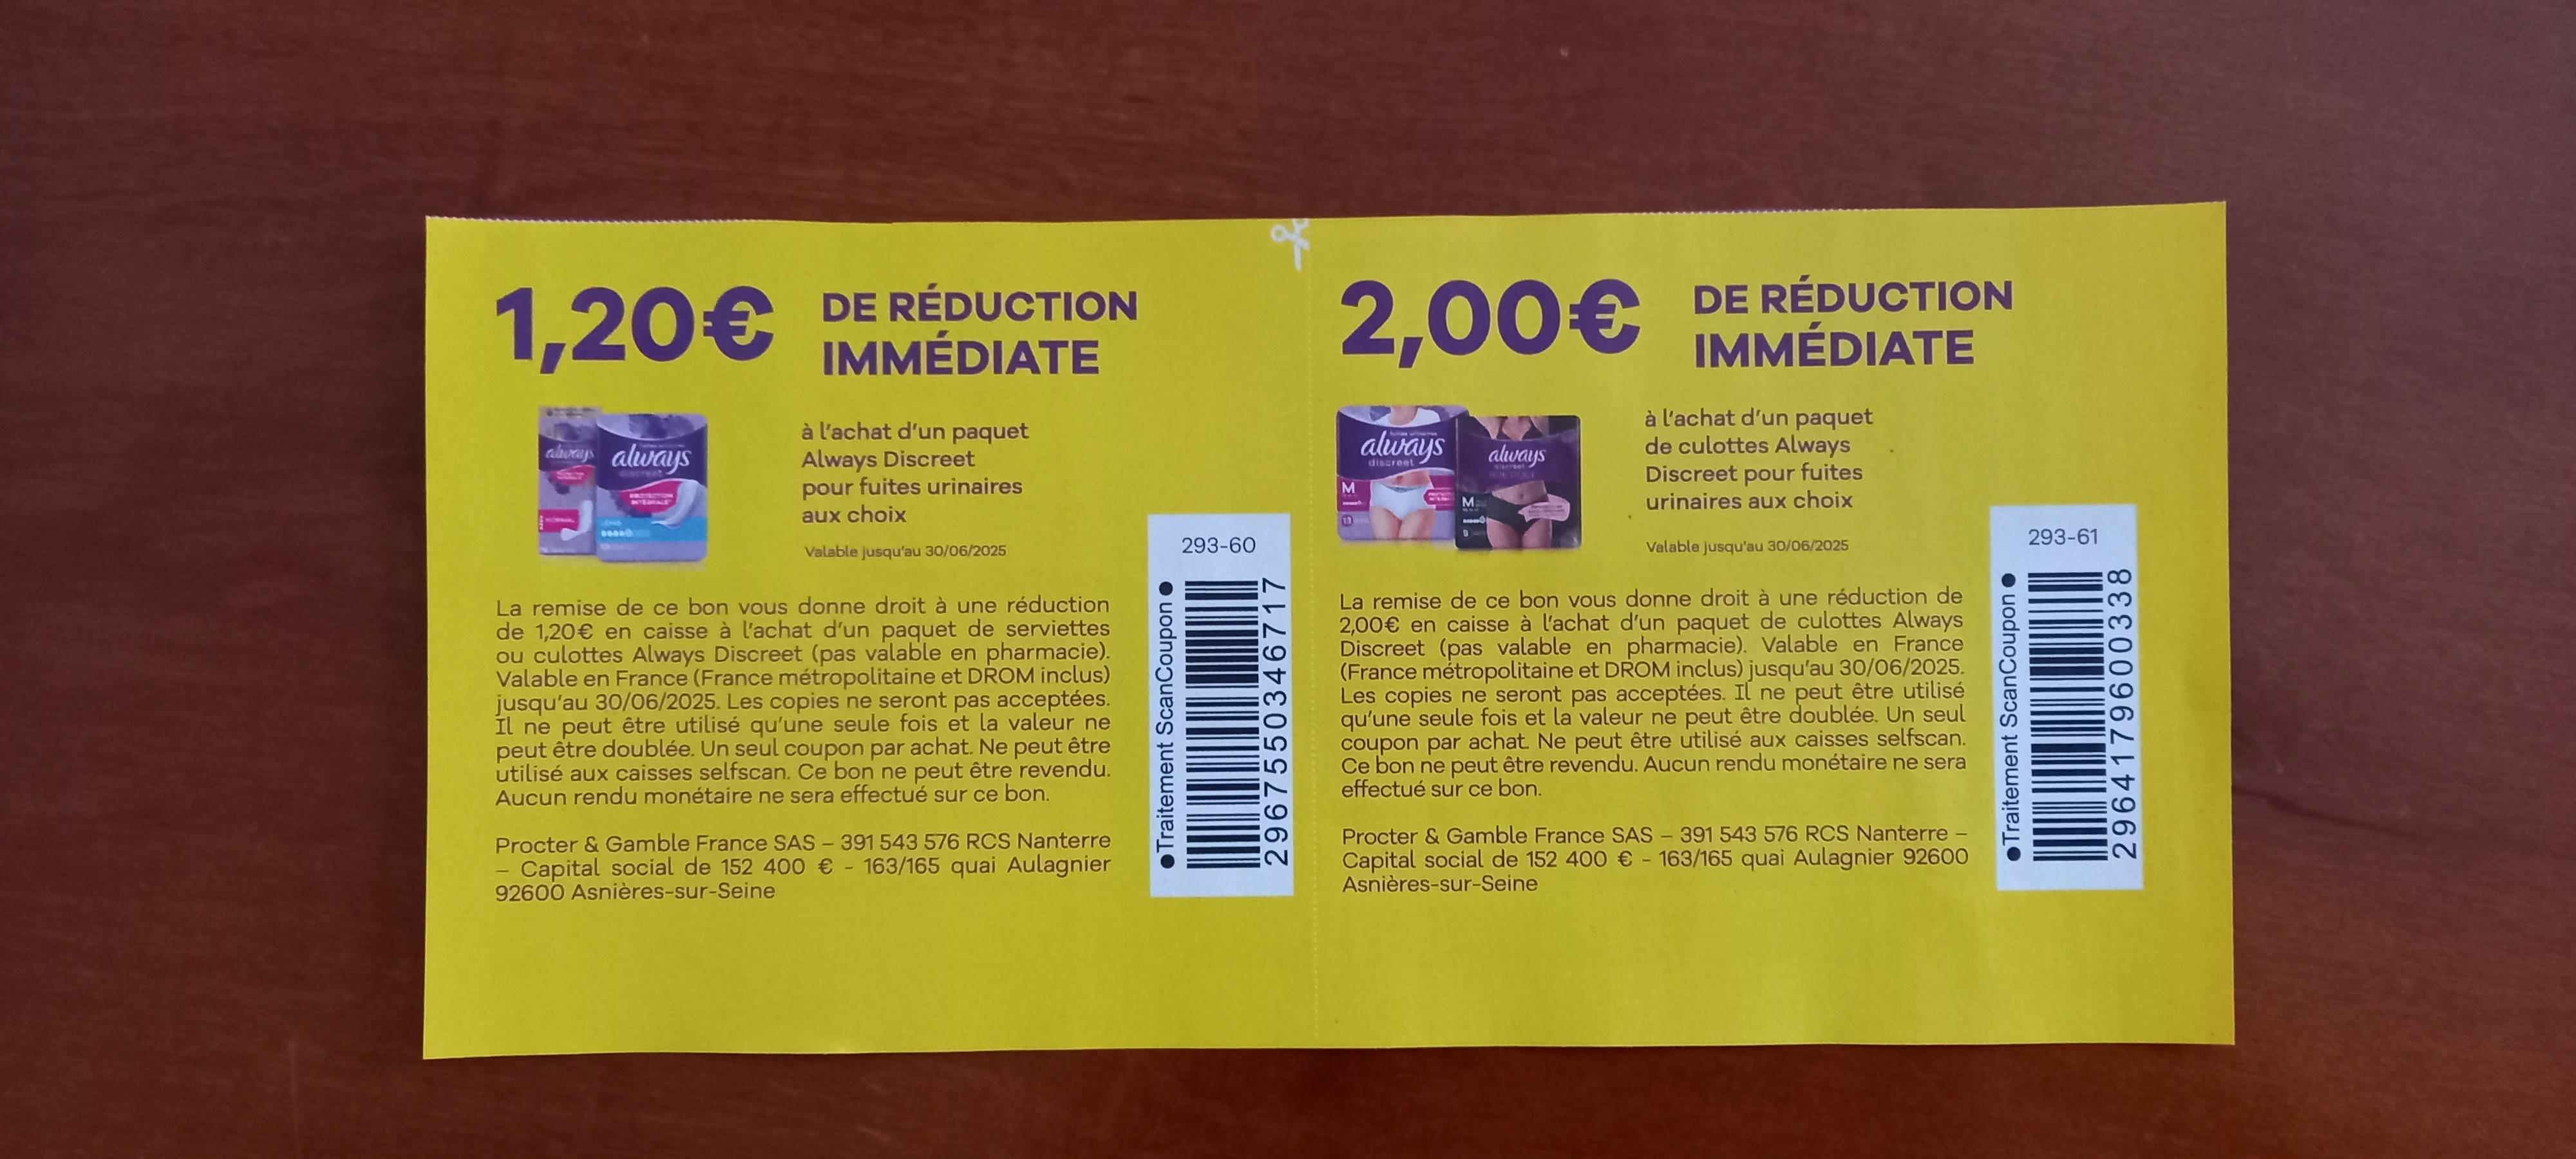 1,20€
DE RÉDUCTION
IMMÉDIATE
always
always
discreet
PROTECTION
INTÉGRALE
à l'achat d'un paquet
Always Discreet
pour fuites urinaires
aux choix
Valable jusqu'au 30/06/2025
La remise de ce bon vous donne droit à une réduction
de 1,20€ en caisse à l'achat d'un paquet de serviettes
ou culottes Always Discreet (pas valable en pharmacie).
Valable en France (France métropolitaine et DROM inclus)
jusqu'au 30/06/2025. Les copies ne seront pas acceptées.
Il ne peut être utilisé qu'une seule fois et la valeur ne
peut être doublée. Un seul coupon par achat. Ne peut être
utilisé aux caisses selfscan. Ce bon ne peut être revendu.
Aucun rendu monétaire ne sera effectué sur ce bon.
Procter & Gamble France SAS – 391 543 576 RCS Nanterre
– Capital social de 152 400 € - 163/165 quai Aulagnier
92600 Asnières-sur-Seine
293-60
●Traitement ScanCoupon●
2967550346717
2,00€
DE RÉDUCTION
IMMÉDIATE
always
discreet
M
13
always
discreet
M
9
à l'achat d'un paquet
de culottes Always
Discreet pour fuites
urinaires aux choix
Valable jusqu'au 30/06/2025
La remise de ce bon vous donne droit à une réduction de
2,00€ en caisse à l'achat d'un paquet de culottes Always
Discreet (pas valable en pharmacie). Valable en France
(France métropolitaine et DROM inclus) jusqu'au 30/06/2025.
Les copies ne seront pas acceptées. Il ne peut être utilisé
qu'une seule fois et la valeur ne peut être doublée. Un seul
coupon par achat. Ne peut être utilisé aux caisses selfscan.
Ce bon ne peut être revendu. Aucun rendu monétaire ne sera
effectué sur ce bon.
Procter & Gamble France SAS – 391 543 576 RCS Nanterre –
Capital social de 152 400 € - 163/165 quai Aulagnier 92600
Asnières-sur-Seine
293-61
●Traitement ScanCoupon●
2964179600338